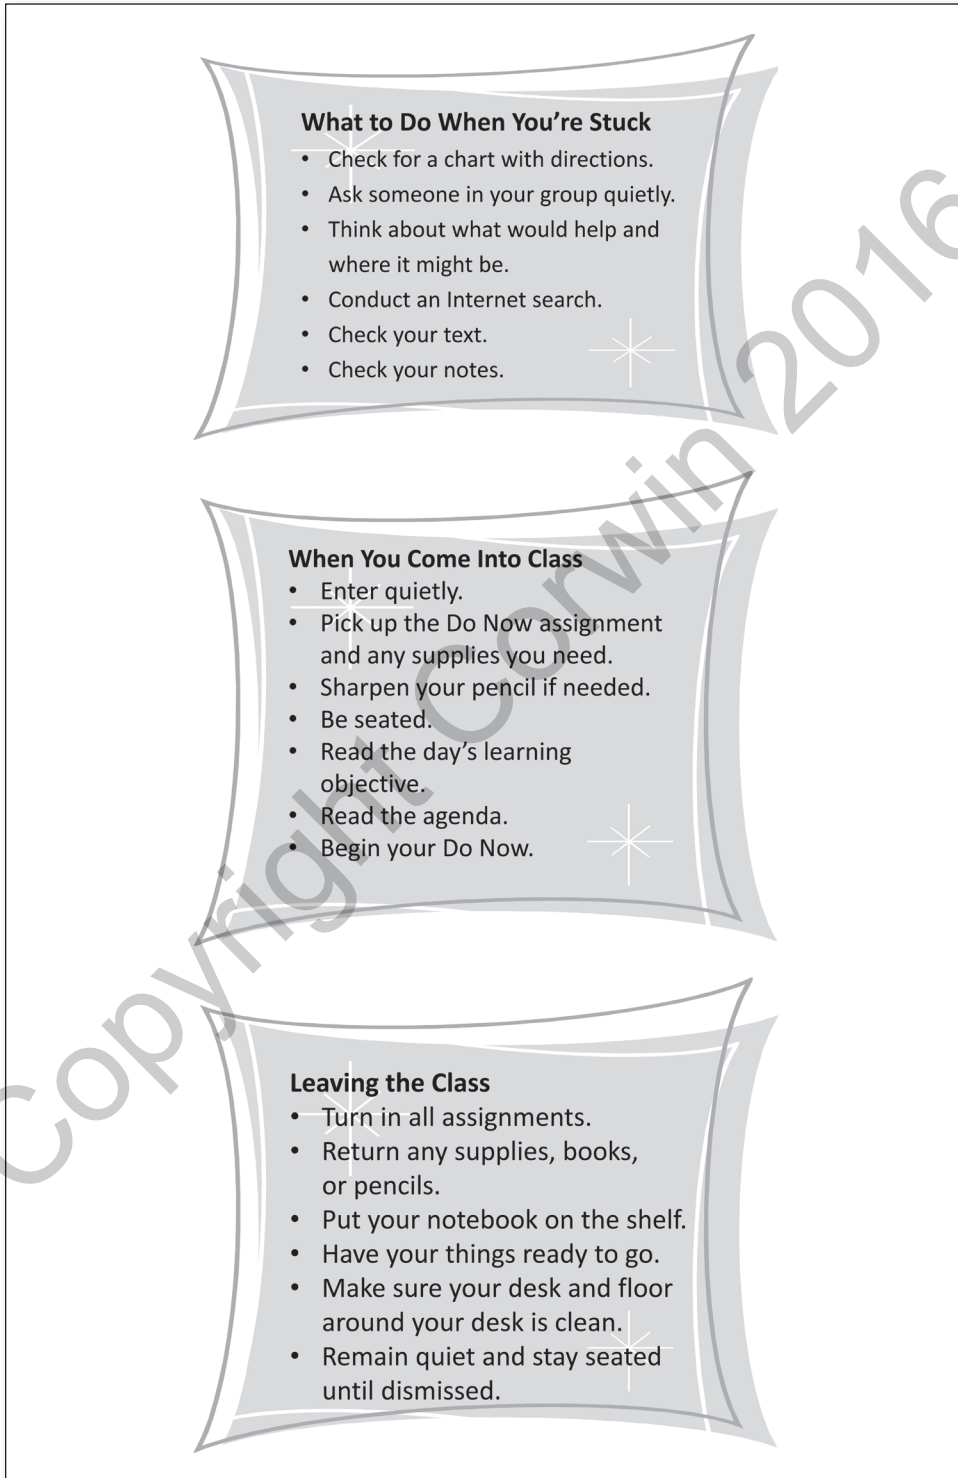 What to Do When You’re Stuck
• Check for a chart with directions.
• Ask someone in your group quietly.
• Think about what would help and
where it might be.
• Conduct an Internet search.
• Check your text.
• Check your notes.
When You Come Into Class
• Enter quietly.
• Pick up the Do Now assignment
and any supplies you need.
• Sharpen your pencil if needed.
• Be seated.
• Read the day’s learning
objective.
• Read the agenda.
• Begin your Do Now.
Leaving the Class
• Turn in all assignments.
• Return any supplies, books,
or pencils.
• Put your notebook on the shelf.
• Have your things ready to go.
• Make sure your desk and floor
around your desk is clean.
• Remain quiet and stay seated
until dismissed.
Copyright Corwin 2016